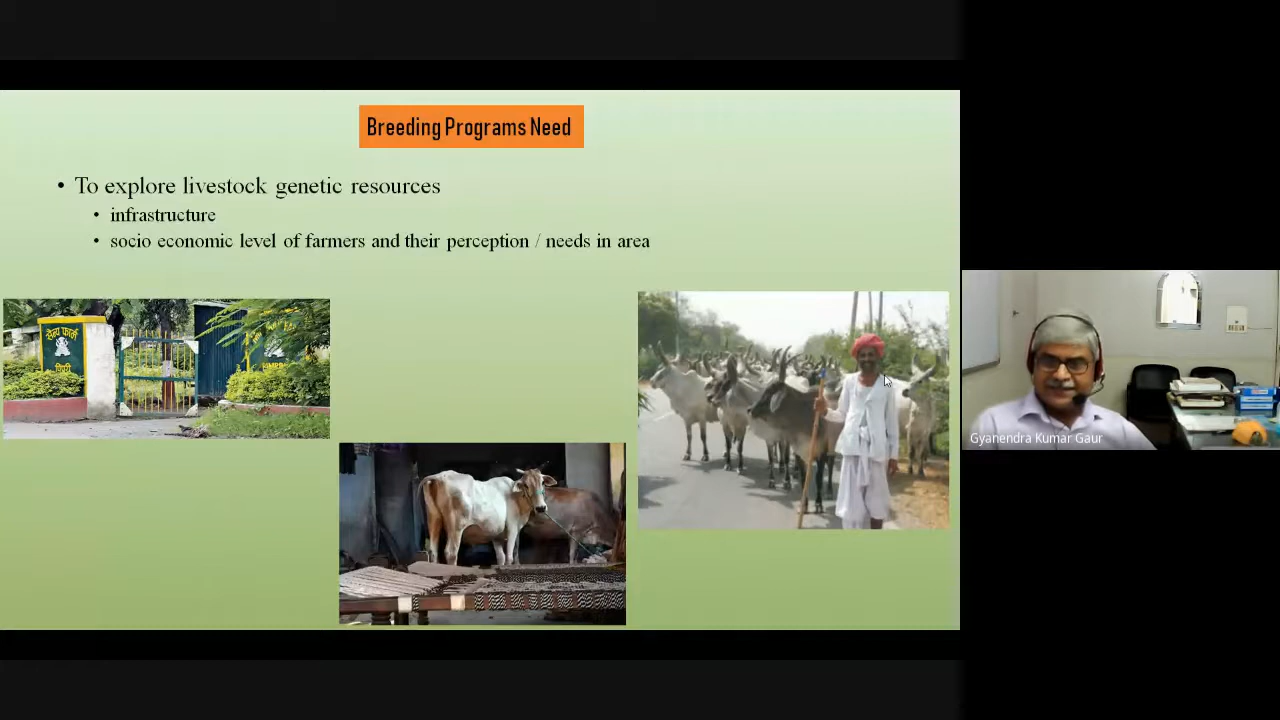 Breeding Programs Need
• To explore livestock genetic resources
• infrastructure
• socio economic level of farmers and their perception / needs in area
सैन्य फार्म
Gyanendra Kumar Gaur